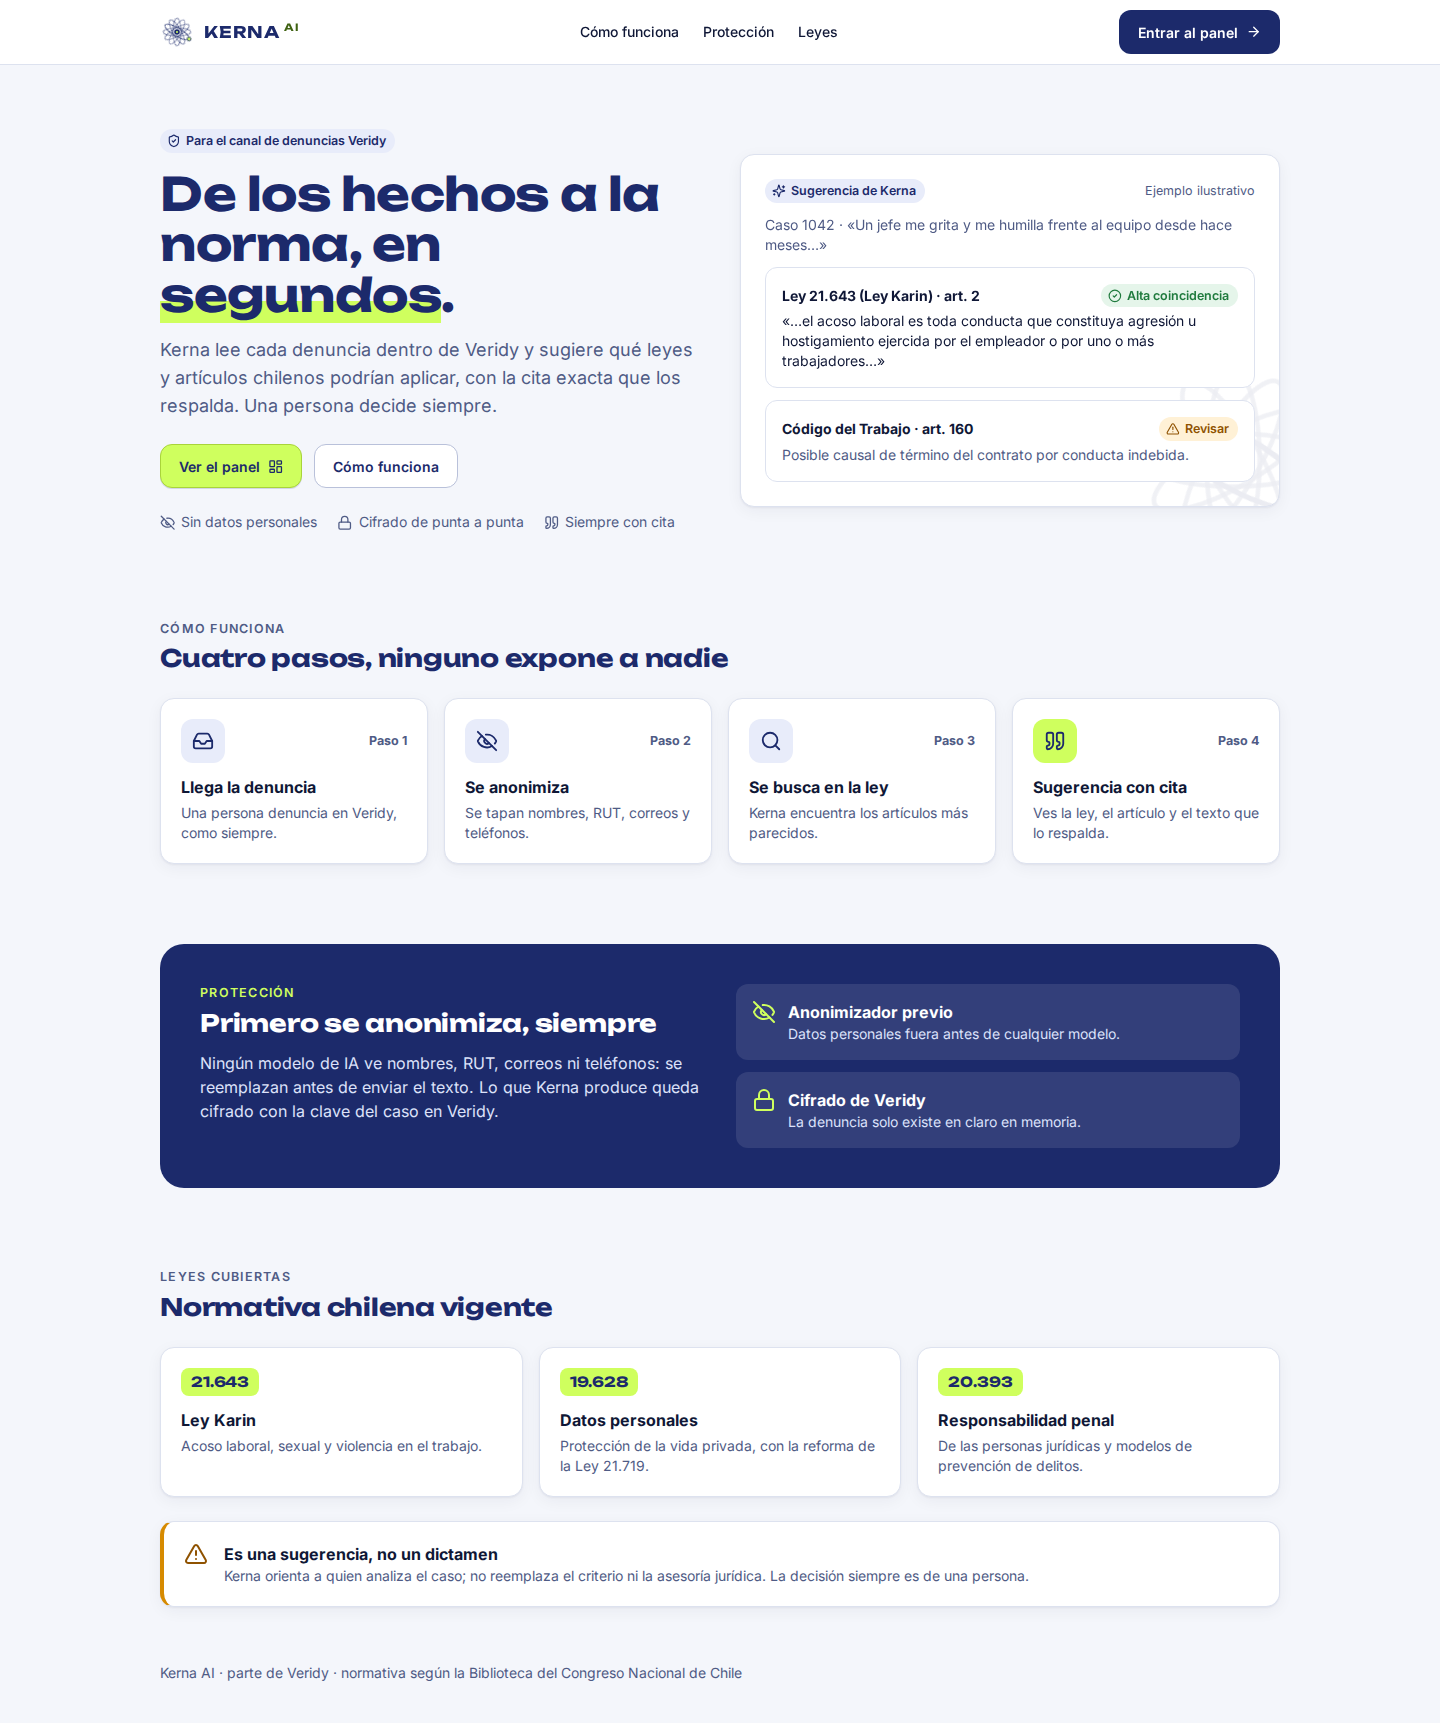 KERNA AI
Cómo funciona
Protección
Leyes
Entrar al panel
Para el canal de denuncias Veridy
De los hechos a la
norma, en
segundos.
Kerna lee cada denuncia dentro de Veridy y sugiere qué leyes
y artículos chilenos podrían aplicar, con la cita exacta que los
respalda. Una persona decide siempre.
Ver el panel
Cómo funciona
Sin datos personales
Cifrado de punta a punta
Siempre con cita
Sugerencia de Kerna
Ejemplo ilustrativo
Caso 1042 · «Un jefe me grita y me humilla frente al equipo desde hace
meses...»
Ley 21.643 (Ley Karin) · art. 2
Alta coincidencia
«...el acoso laboral es toda conducta que constituya agresión u
hostigamiento ejercida por el empleador o por uno o más
trabajadores...»
Código del Trabajo · art. 160
Revisar
Posible causal de término del contrato por conducta indebida.
CÓMO FUNCIONA
Cuatro pasos, ninguno expone a nadie
Paso 1
Llega la denuncia
Una persona denuncia en Veridy,
como siempre.
Paso 2
Se anonimiza
Se tapan nombres, RUT, correos y
teléfonos.
Paso 3
Se busca en la ley
Kerna encuentra los artículos más
parecidos.
Paso 4
Sugerencia con cita
Ves la ley, el artículo y el texto que
lo respalda.
PROTECCIÓN
Primero se anonimiza, siempre
Ningún modelo de IA ve nombres, RUT, correos ni teléfonos: se
reemplazan antes de enviar el texto. Lo que Kerna produce queda
cifrado con la clave del caso en Veridy.
Anonimizador previo
Datos personales fuera antes de cualquier modelo.
Cifrado de Veridy
La denuncia solo existe en claro en memoria.
LEYES CUBIERTAS
Normativa chilena vigente
21.643
Ley Karin
Acoso laboral, sexual y violencia en el trabajo.
19.628
Datos personales
Protección de la vida privada, con la reforma de
la Ley 21.719.
20.393
Responsabilidad penal
De las personas jurídicas y modelos de
prevención de delitos.
Es una sugerencia, no un dictamen
Kerna orienta a quien analiza el caso; no reemplaza el criterio ni la asesoría jurídica. La decisión siempre es de una persona.
Kerna AI · parte de Veridy · normativa según la Biblioteca del Congreso Nacional de Chile